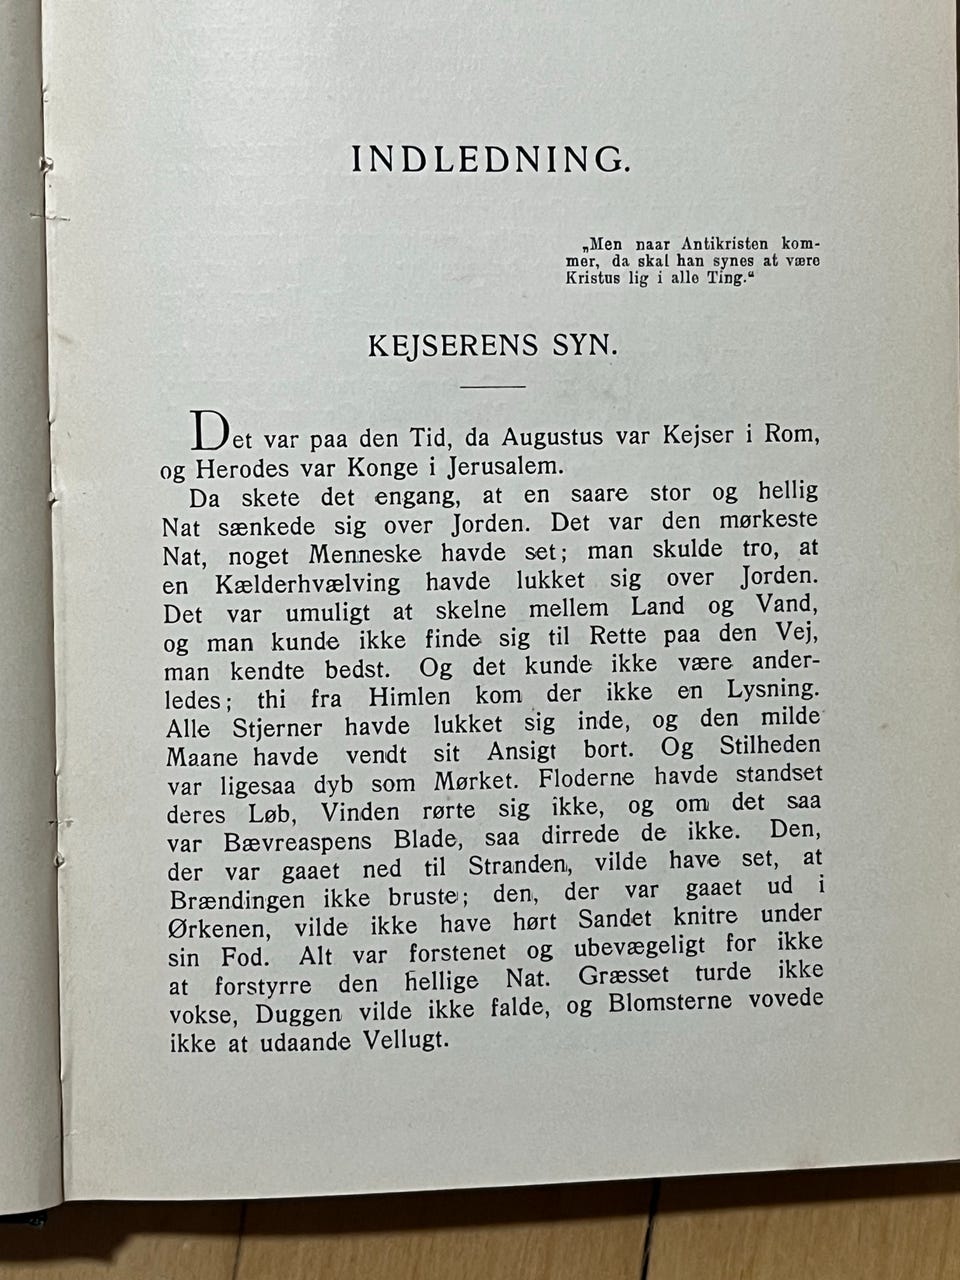 INDLEDNING.
„Men naar Antikristen kom-
mer, da skal han synes at være
Kristus lig i alle Ting.“
KEJSERENS SYN.
Det var paa den Tid, da Augustus var Kejser i Rom,
og Herodes var Konge i Jerusalem.
Da skete det engang, at en saare stor og hellig
Nat sænkede sig over Jorden. Det var den mørkeste
Nat, noget Menneske havde set; man skulde tro, at
en Kælderhvælving havde lukket sig over Jorden.
Det var umuligt at skelne mellem Land og Vand,
og man kunde ikke finde sig til Rette paa den Vej,
man kendte bedst. Og det kunde ikke være ander-
ledes; thi fra Himlen kom der ikke en Lysning.
Alle Stjerner havde lukket sig inde, og den milde
Maane havde vendt sit Ansigt bort. Og Stilheden
var ligesaa dyb som Mørket. Floderne havde standset
deres Løb, Vinden rørte sig ikke, og om det saa
var Bævreaspens Blade, saa dirrede de ikke. Den,
der var gaaet ned til Stranden, vilde have set, at
Brændingen ikke bruste; den, der var gaaet ud i
Ørkenen, vilde ikke have hørt Sandet knitre under
sin Fod. Alt var forstenet og ubevægeligt for ikke
at forstyrre den hellige Nat. Græsset turde ikke
vokse, Duggen vilde ikke falde, og Blomsterne vovede
ikke at udaande Vellugt.